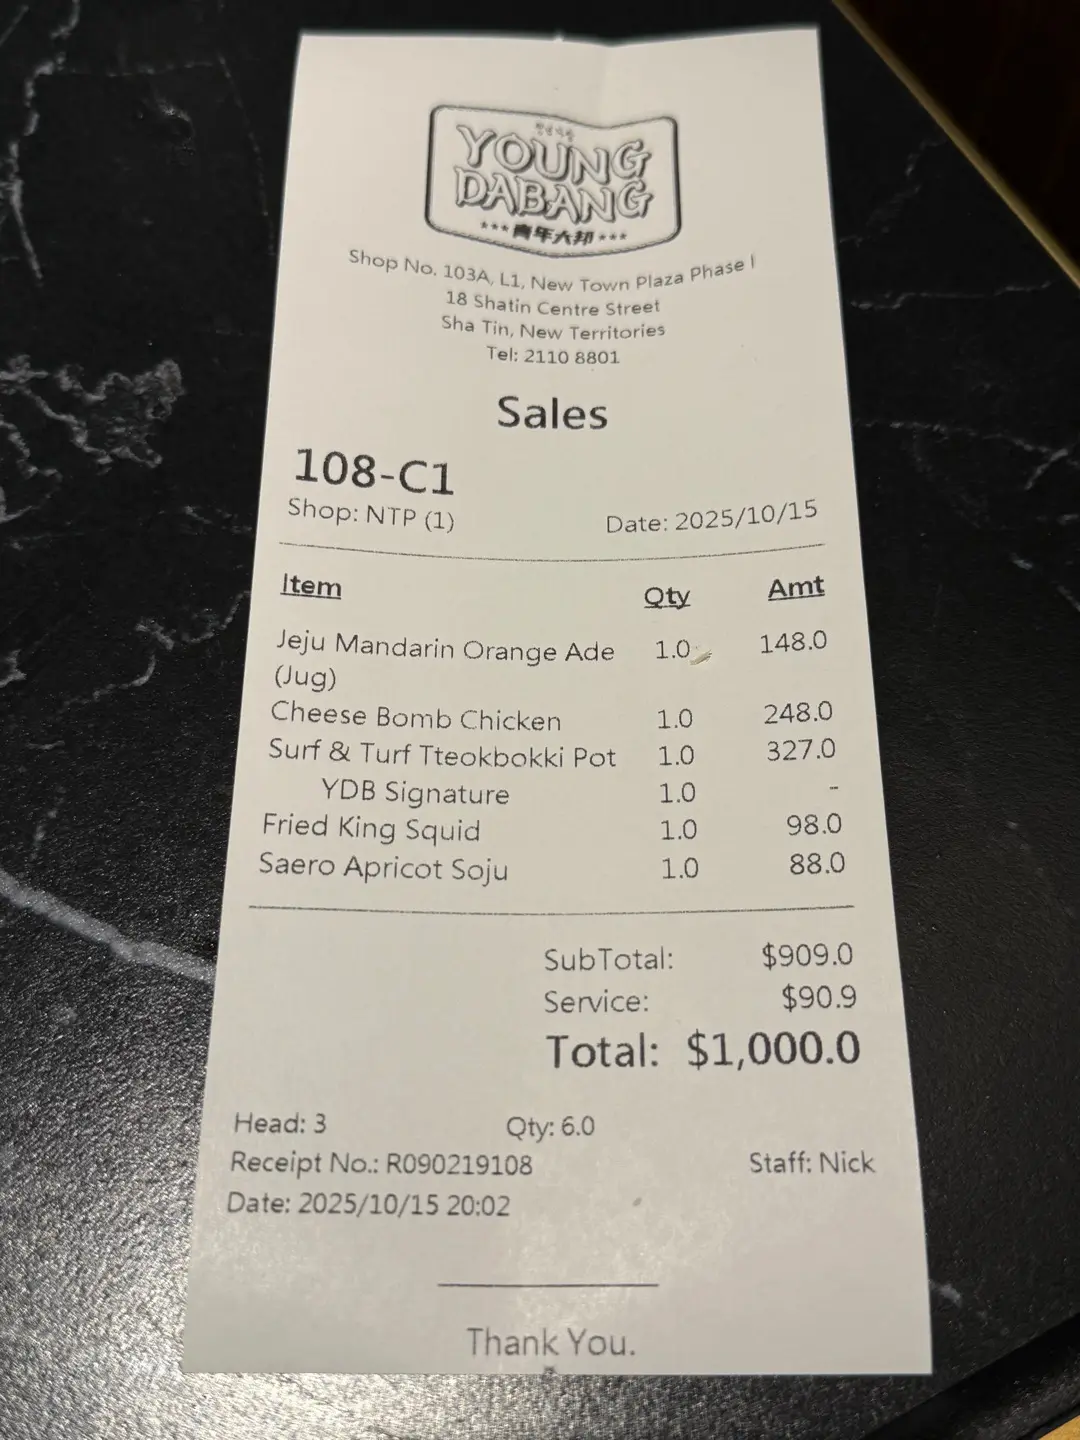 YOUNG
DABANG
***青年大邦***
Shop No. 103A, L1, New Town Plaza Phase I
18 Shatin Centre Street
Sha Tin, New Territories
Tel: 2110 8801
Sales
108-C1
Shop: NTP (1) Date: 2025/10/15
Item Qty Amt
Jeju Mandarin Orange Ade 1.0 148.0
(Jug)
Cheese Bomb Chicken 1.0 248.0
Surf & Turf Tteokbokki Pot 1.0 327.0
YDB Signature 1.0 -
Fried King Squid 1.0 98.0
Saero Apricot Soju 1.0 88.0
SubTotal: $909.0
Service: $90.9
Total: $1,000.0
Head: 3 Qty: 6.0
Receipt No.: R090219108 Staff: Nick
Date: 2025/10/15 20:02
Thank You.